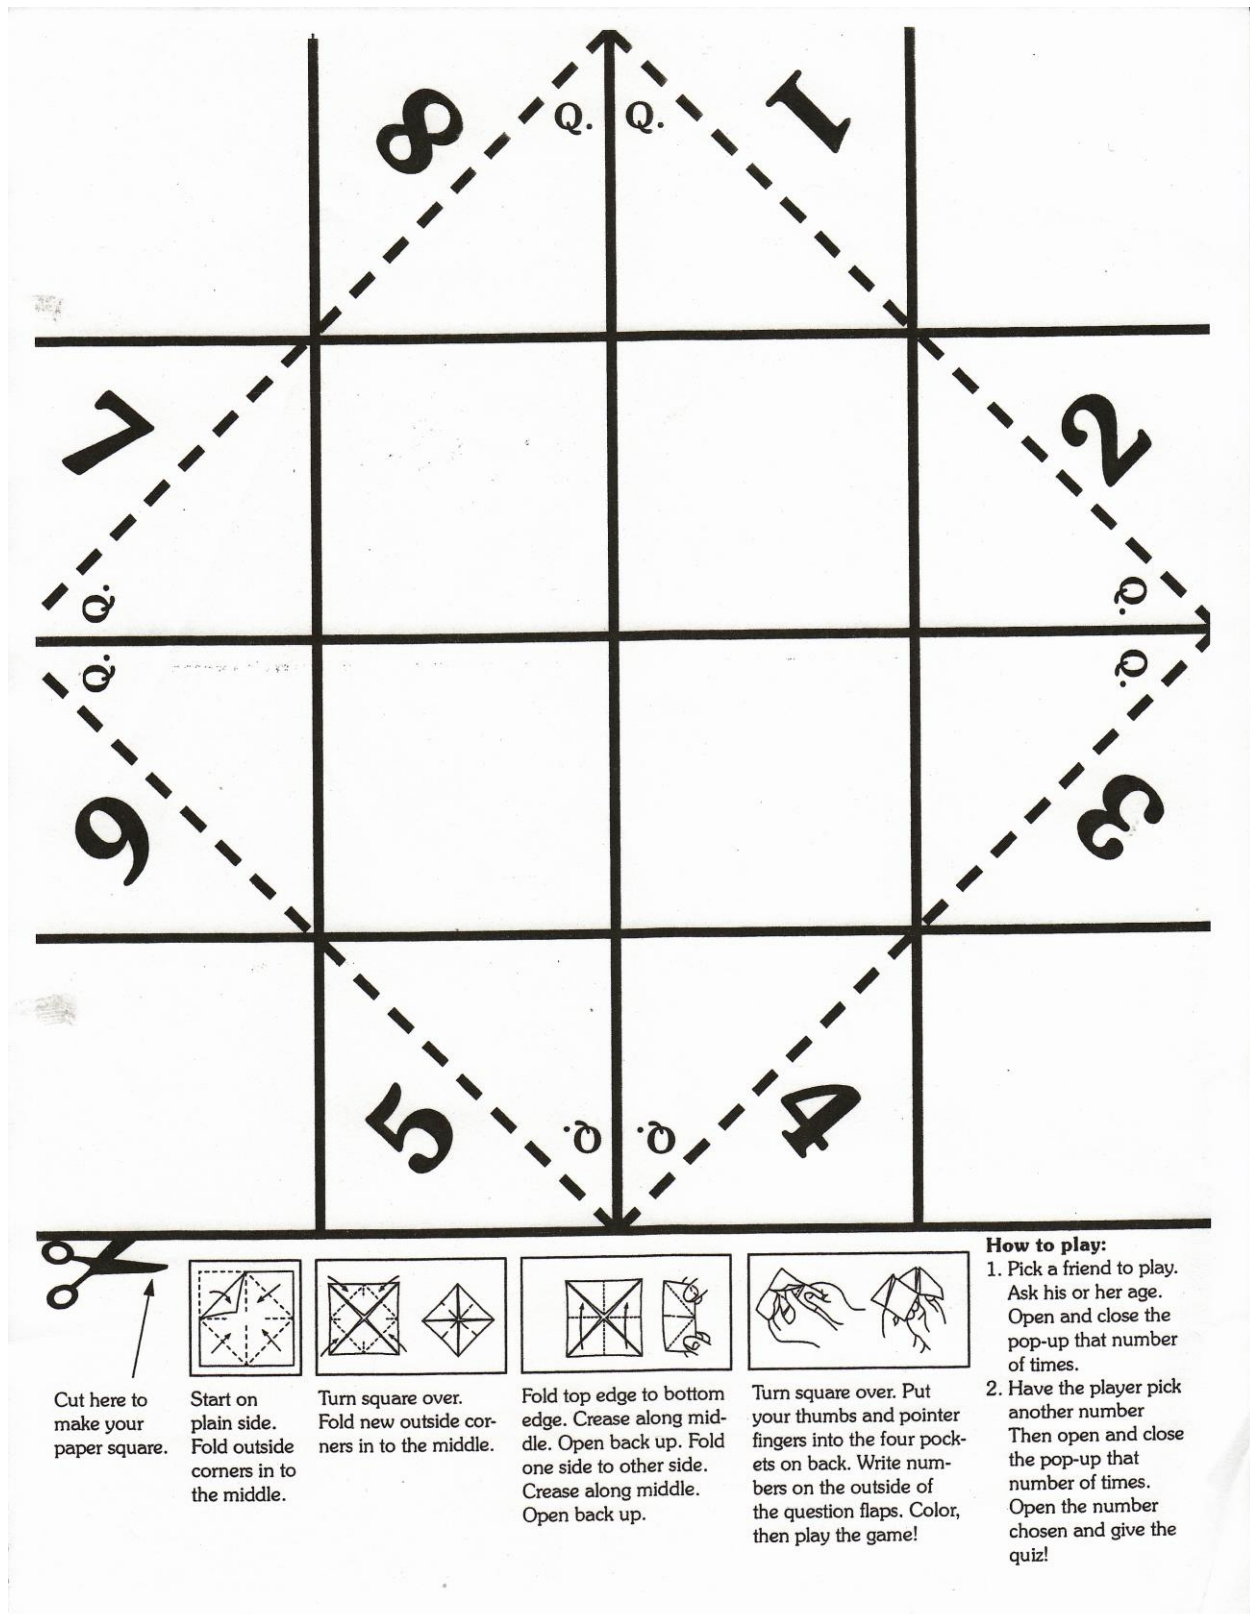 8
Q.
Q.
1
7
2
Q.
Q.
Q.
Q.
6
3
5
Q.
Q.
4
Cut here to
make your
paper square.
Start on
plain side.
Fold outside
corners in to
the middle.
Turn square over.
Fold new outside cor-
ners in to the middle.
Fold top edge to bottom
edge. Crease along mid-
dle. Open back up. Fold
one side to other side.
Crease along middle.
Open back up.
Turn square over. Put
your thumbs and pointer
fingers into the four pock-
ets on back. Write num-
bers on the outside of
the question flaps. Color,
then play the game!
How to play:
1. Pick a friend to play.
Ask his or her age.
Open and close the
pop-up that number
of times.
2. Have the player pick
another number
Then open and close
the pop-up that
number of times.
Open the number
chosen and give the
quiz!